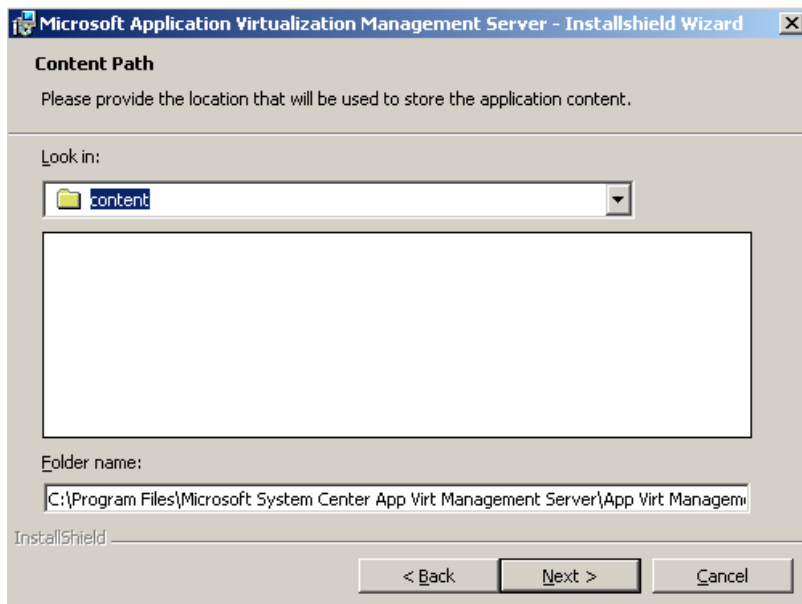 Microsoft Application Virtualization Management Server - Installshield Wizard
Content Path
Please provide the location that will be used to store the application content.
Look in:
content
Folder name:
C:\Program Files\Microsoft System Center App Virt Management Server\App Virt Managem
InstallShield
< Back Next > Cancel